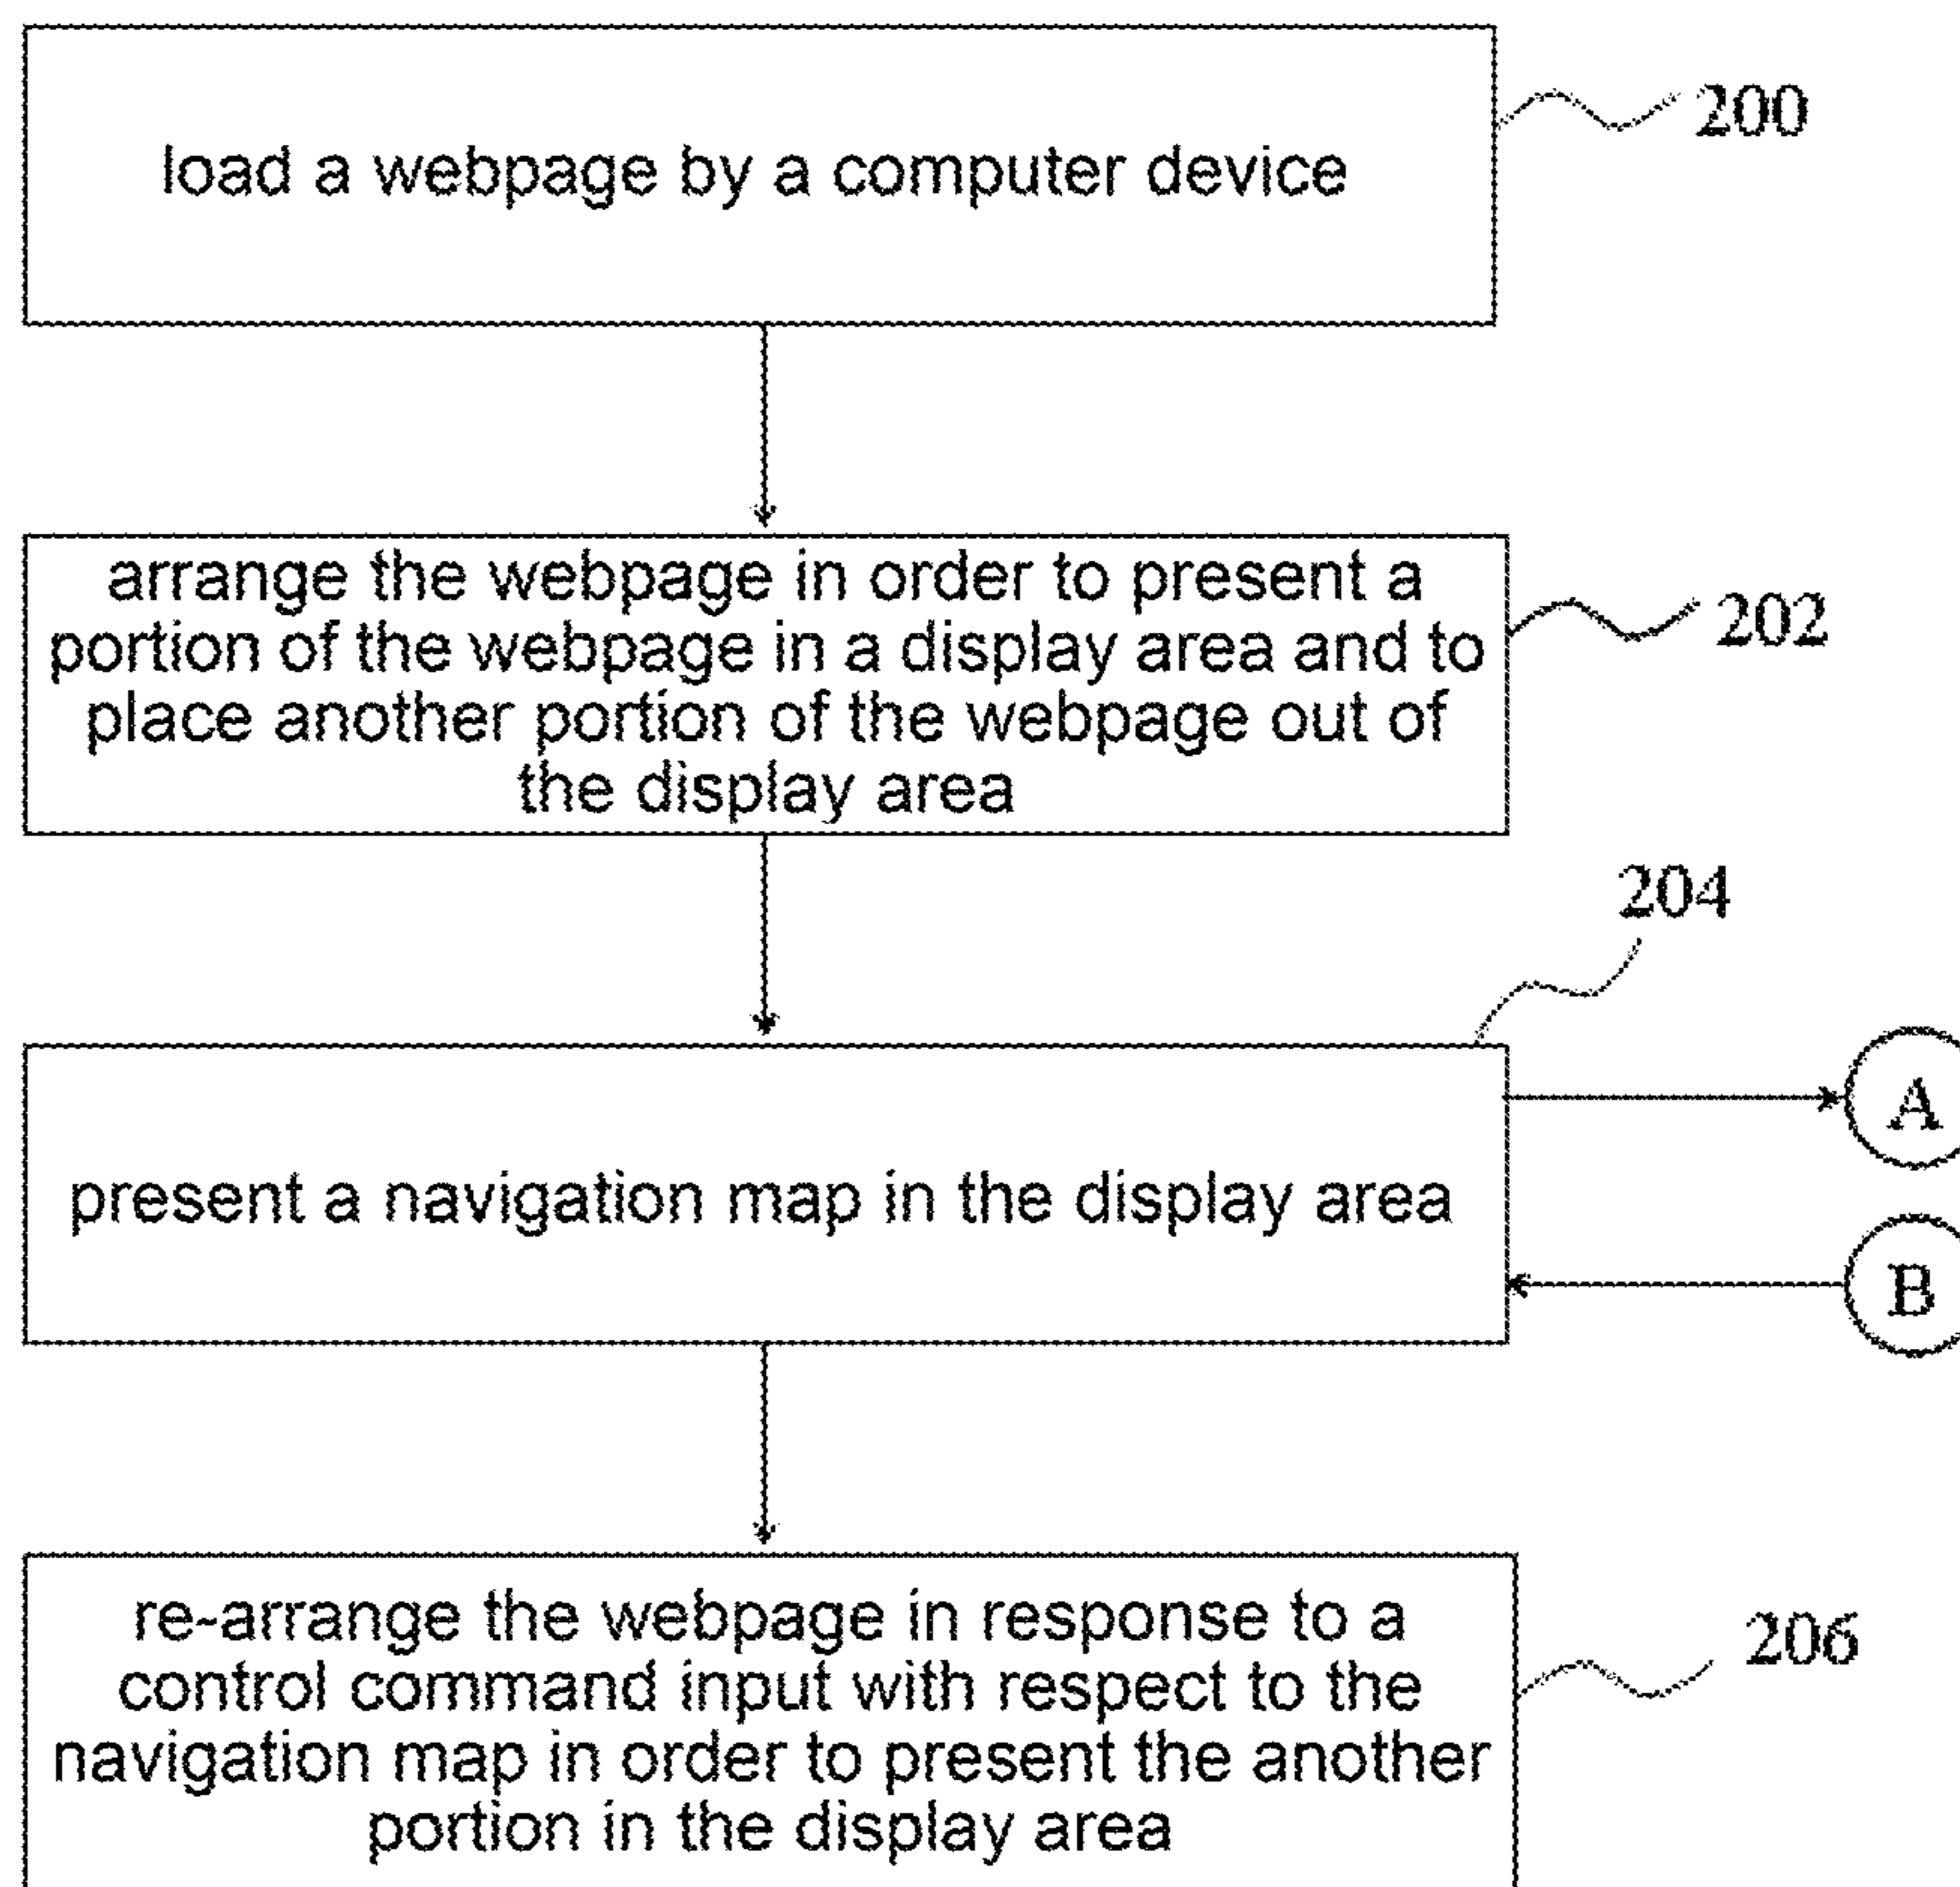 load a webpage by a computer device
200
arrange the webpage in order to present a
portion of the webpage in a display area and to
place another portion of the webpage out of
the display area
202
204
present a navigation map in the display area
A
B
re-arrange the webpage in response to a
control command input with respect to the
navigation map in order to present the another
portion in the display area
206